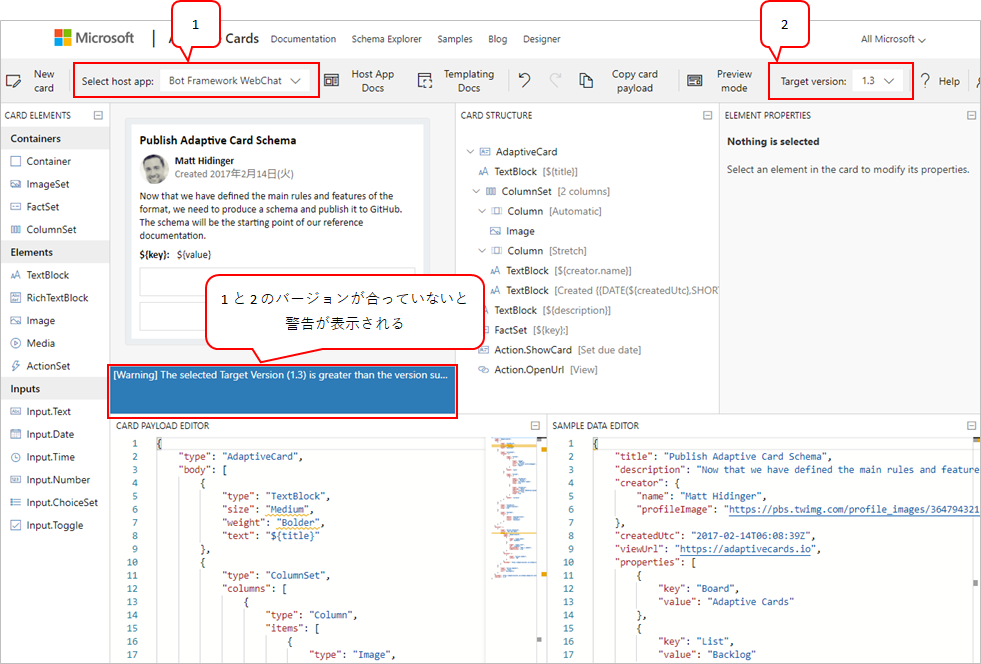 1
2
Microsoft
Cards
Documentation
Schema Explorer
Samples
Blog
Designer
All Microsoft
New card
Select host app:
Bot Framework WebChat
Host App Docs
Templating Docs
Copy card payload
Preview mode
Target version:
1.3
Help
CARD ELEMENTS
Containers
Container
ImageSet
FactSet
ColumnSet
Elements
TextBlock
RichTextBlock
Image
Media
ActionSet
Inputs
Input.Text
Input.Date
Input.Time
Input.Number
Input.ChoiceSet
Input.Toggle
Publish Adaptive Card Schema
Matt Hidinger
Created 2017年2月14日(火)
Now that we have defined the main rules and features of the
format, we need to produce a schema and publish it to GitHub.
The schema will be the starting point of our reference
documentation.
${key}: ${value}
1 と 2 のバージョンが合っていないと
警告が表示される
[Warning] The selected Target Version (1.3) is greater than the version su...
CARD STRUCTURE
AdaptiveCard
TextBlock [${title}]
ColumnSet [2 columns]
Column [Automatic]
Image
Column [Stretch]
TextBlock [${creator.name}]
TextBlock [Created {{DATE(${createdUtc},SHOR
TextBlock [${description}]
FactSet [${key}:]
Action.ShowCard [Set due date]
Action.OpenUrl [View]
ELEMENT PROPERTIES
Nothing is selected
Select an element in the card to modify its properties.
CARD PAYLOAD EDITOR
1 {
2 "type": "AdaptiveCard",
3 "body": [
4 {
5 "type": "TextBlock",
6 "size": "Medium",
7 "weight": "Bolder",
8 "text": "${title}"
9 },
10 {
11 "type": "ColumnSet",
12 "columns": [
13 {
14 "type": "Column",
15 "items": [
16 {
17 "type": "Image",
SAMPLE DATA EDITOR
1 {
2 "title": "Publish Adaptive Card Schema",
3 "description": "Now that we have defined the main rules and feature
4 "creator": {
5 "name": "Matt Hidinger",
6 "profileImage": "https://pbs.twimg.com/profile_images/364794321
7 },
8 "createdUtc": "2017-02-14T06:08:39Z",
9 "viewUrl": "https://adaptivecards.io",
10 "properties": [
11 {
12 "key": "Board",
13 "value": "Adaptive Cards"
14 },
15 {
16 "key": "List",
17 "value": "Backlog"